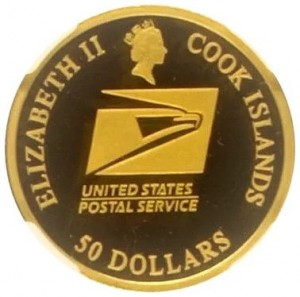 ELIZABETH II
COOK ISLANDS
UNITED STATES
POSTAL SERVICE
50 DOLLARS